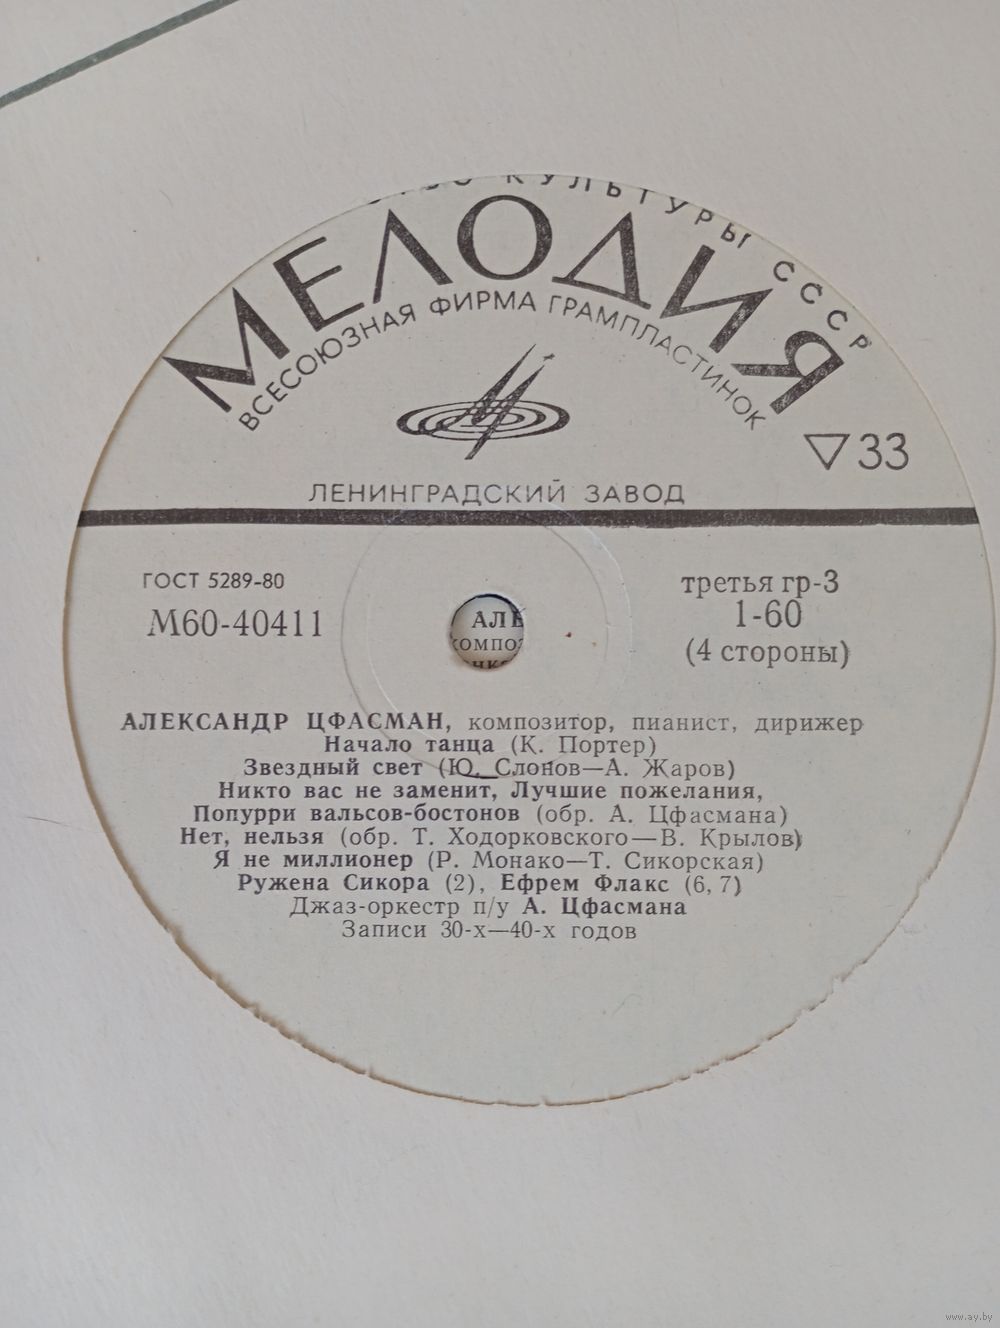 КУЛЬТУРЫ СССР
МЕЛОДИЯ
ВСЕСОЮЗНАЯ ФИРМА ГРАМПЛАСТИНОК
33
ЛЕНИНГРАДСКИЙ ЗАВОД
ГОСТ 5289-80
М60-40411
третья гр-3
1-60
(4 стороны)
АЛЕКСАНДР ЦФАСМАН, композитор, пианист, дирижер
Начало танца (К. Портер)
Звездный свет (Ю. Слонов—А. Жаров)
Никто вас не заменит, Лучшие пожелания,
Попурри вальсов-бостонов (обр. А. Цфасмана)
Нет, нельзя (обр. Т. Ходорковского—В. Крылов)
Я не миллионер (Р. Монако—Т. Сикорская)
Ружена Сикора (2), Ефрем Флакс (6, 7)
Джаз-оркестр п/у А. Цфасмана
Записи 30-х—40-х годов
www.ay.by